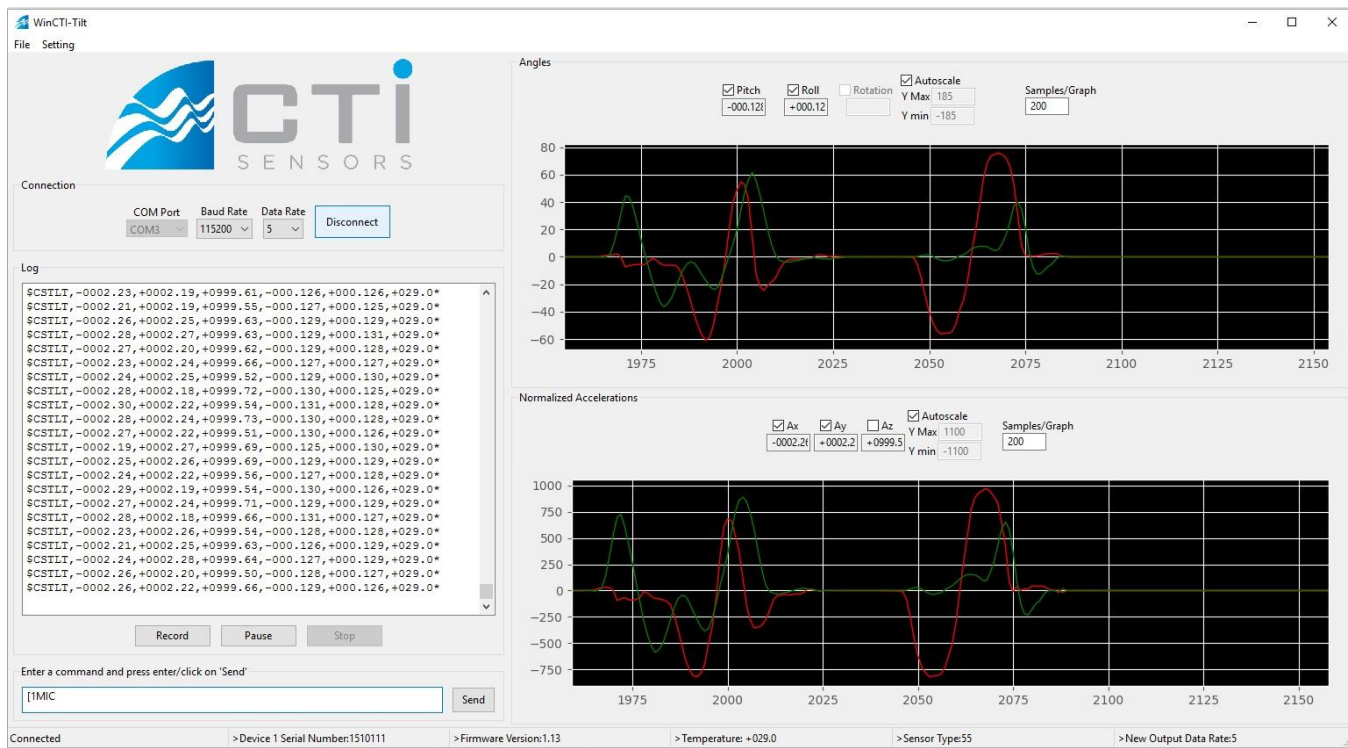 WinCTI-Tilt
File Setting
CTi
SENSORS
Connection
COM Port Baud Rate Data Rate
COM3 115200 5 Disconnect
Log
$CSTLT,-0002.23,+0002.19,+0999.61,-000.126,+000.126,+029.0*
$CSTLT,-0002.21,+0002.19,+0999.55,-000.127,+000.125,+029.0*
$CSTLT,-0002.26,+0002.25,+0999.63,-000.129,+000.129,+029.0*
$CSTLT,-0002.28,+0002.27,+0999.63,-000.129,+000.131,+029.0*
$CSTLT,-0002.27,+0002.20,+0999.62,-000.129,+000.128,+029.0*
$CSTLT,-0002.23,+0002.24,+0999.66,-000.127,+000.127,+029.0*
$CSTLT,-0002.24,+0002.25,+0999.52,-000.129,+000.130,+029.0*
$CSTLT,-0002.28,+0002.18,+0999.72,-000.130,+000.125,+029.0*
$CSTLT,-0002.30,+0002.22,+0999.54,-000.131,+000.128,+029.0*
$CSTLT,-0002.28,+0002.24,+0999.73,-000.130,+000.128,+029.0*
$CSTLT,-0002.27,+0002.22,+0999.51,-000.130,+000.126,+029.0*
$CSTLT,-0002.19,+0002.27,+0999.69,-000.125,+000.130,+029.0*
$CSTLT,-0002.25,+0002.26,+0999.69,-000.129,+000.129,+029.0*
$CSTLT,-0002.24,+0002.22,+0999.56,-000.127,+000.128,+029.0*
$CSTLT,-0002.29,+0002.19,+0999.54,-000.130,+000.126,+029.0*
$CSTLT,-0002.27,+0002.24,+0999.71,-000.129,+000.129,+029.0*
$CSTLT,-0002.28,+0002.18,+0999.66,-000.131,+000.127,+029.0*
$CSTLT,-0002.23,+0002.26,+0999.54,-000.128,+000.128,+029.0*
$CSTLT,-0002.21,+0002.25,+0999.63,-000.126,+000.129,+029.0*
$CSTLT,-0002.24,+0002.28,+0999.64,-000.127,+000.129,+029.0*
$CSTLT,-0002.26,+0002.20,+0999.50,-000.128,+000.127,+029.0*
$CSTLT,-0002.26,+0002.22,+0999.66,-000.129,+000.126,+029.0*
Record Pause Stop
Enter a command and press enter/click on 'Send'
[1MIC Send
Angles
Pitch Roll Rotation Autoscale Samples/Graph
-000.128 +000.12 Y Max 185 200
Y min -185
80
60
40
20
0
−20
−40
−60
1975 2000 2025 2050 2075 2100 2125 2150
Normalized Accelerations
Ax Ay Az Autoscale Samples/Graph
-0002.26 +0002.2 +0999.5 Y Max 1100 200
Y min -1100
1000
750
500
250
0
−250
−500
−750
1975 2000 2025 2050 2075 2100 2125 2150
Connected >Device 1 Serial Number:1510111 >Firmware Version:1.13 >Temperature: +029.0 >Sensor Type:55 >New Output Data Rate:5